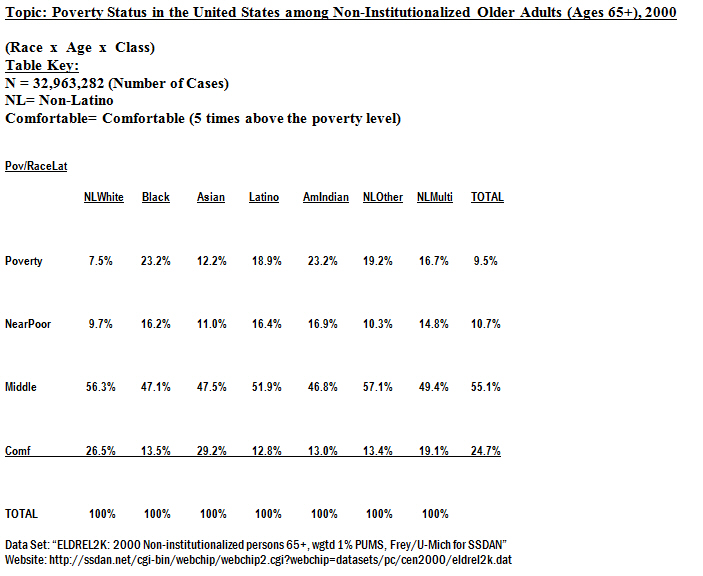 Topic: Poverty Status in the United States among Non-Institutionalized Older Adults (Ages 65+), 2000
(Race x Age x Class)
Table Key:
N = 32,963,282 (Number of Cases)
NL= Non-Latino
Comfortable= Comfortable (5 times above the poverty level)
Pov/RaceLat
NLWhite Black Asian Latino AmIndian NLOther NLMulti TOTAL
Poverty 7.5% 23.2% 12.2% 18.9% 23.2% 19.2% 16.7% 9.5%
NearPoor 9.7% 16.2% 11.0% 16.4% 16.9% 10.3% 14.8% 10.7%
Middle 56.3% 47.1% 47.5% 51.9% 46.8% 57.1% 49.4% 55.1%
Comf 26.5% 13.5% 29.2% 12.8% 13.0% 13.4% 19.1% 24.7%
TOTAL 100% 100% 100% 100% 100% 100% 100%
Data Set: “ELDREL2K: 2000 Non-institutionalized persons 65+, wgtd 1% PUMS, Frey/U-Mich for SSDAN”
Website: http://ssdan.net/cgi-bin/webchip/webchip2.cgi?webchip=datasets/pc/cen2000/eldrel2k.dat